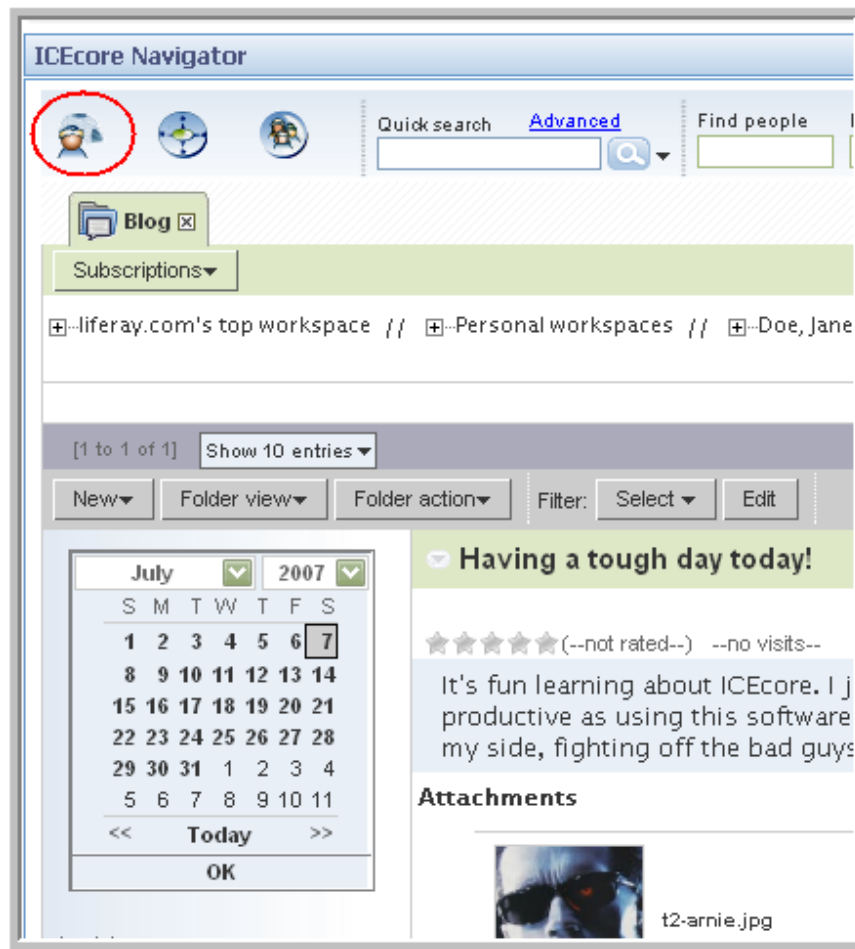 ICEcore Navigator
Quick search Advanced Find people
Blog
Subscriptions
liferay.com's top workspace // Personal workspaces // Doe, Jane
[1 to 1 of 1] Show 10 entries
New Folder view Folder action Filter: Select Edit
July 2007
S M T W T F S
1 2 3 4 5 6 7
8 9 10 11 12 13 14
15 16 17 18 19 20 21
22 23 24 25 26 27 28
29 30 31 1 2 3 4
5 6 7 8 9 10 11
<< Today >>
OK
Having a tough day today!
(--not rated--) --no visits--
It's fun learning about ICEcore. I j
productive as using this software
my side, fighting off the bad guys
Attachments
t2-arnie.jpg